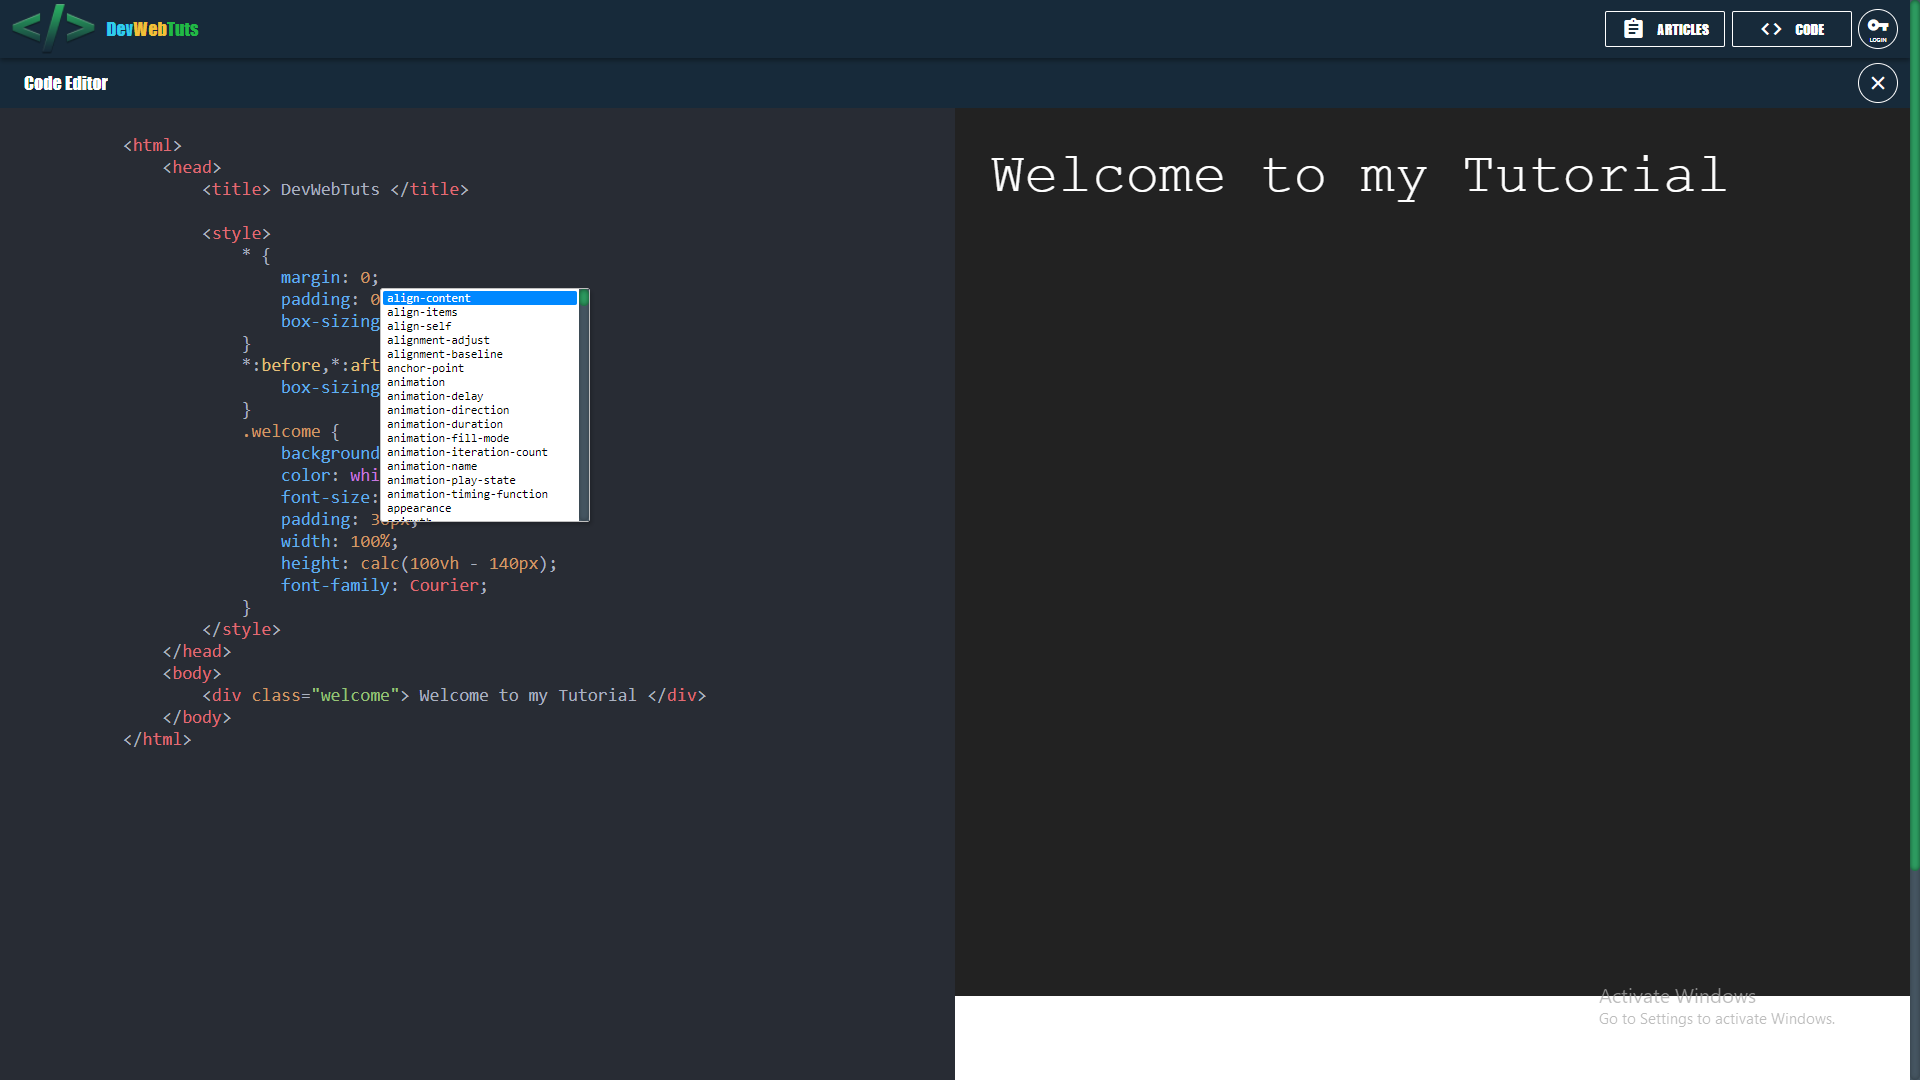 DevWebTuts
ARTICLES
CODE
LOGIN
Code Editor
<html>
<head>
<title> DevWebTuts </title>
<style>
* {
margin: 0;
padding: 0
box-sizing
}
*:before,*:aft
box-sizing
}
.welcome {
background
color: whi
font-size:
padding:
width: 100%;
height: calc(100vh - 140px);
font-family: Courier;
}
</style>
</head>
<body>
<div class="welcome"> Welcome to my Tutorial </div>
</body>
</html>
align-content
align-items
align-self
alignment-adjust
alignment-baseline
anchor-point
animation
animation-delay
animation-direction
animation-duration
animation-fill-mode
animation-iteration-count
animation-name
animation-play-state
animation-timing-function
appearance
Welcome to my Tutorial
Activate Windows
Go to Settings to activate Windows.